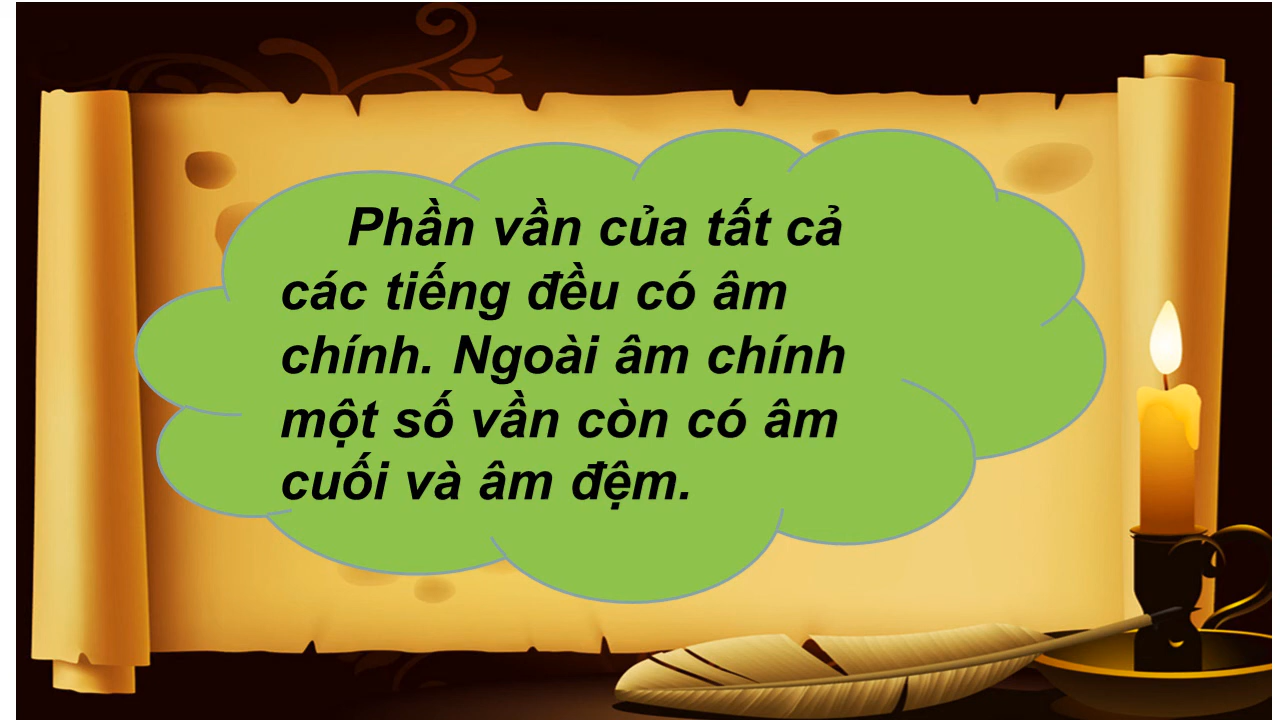 Phần vần của tất cả
các tiếng đều có âm
chính. Ngoài âm chính
một số vần còn có âm
cuối và âm đệm.